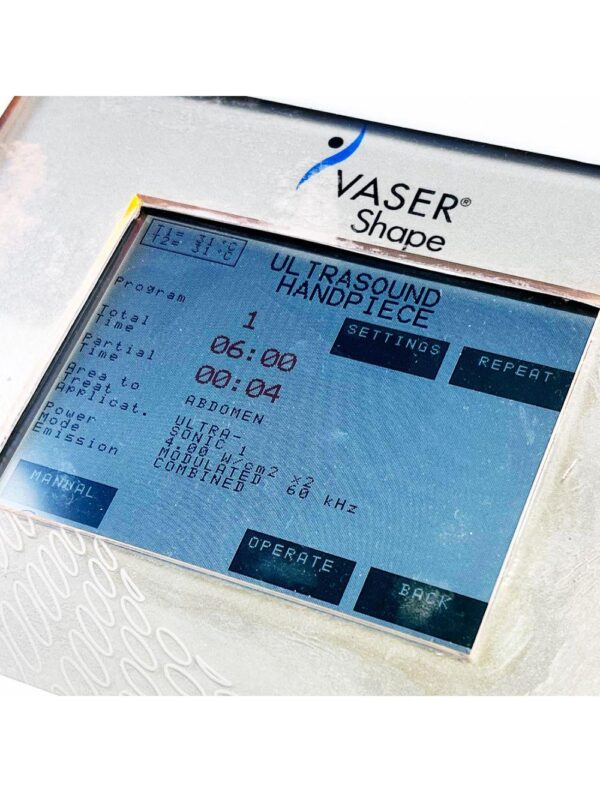 VASER®
Shape
T1= 31°C
T2= 31°C
ULTRASOUND
HANDPIECE
Program 1
SETTINGS
REPEAT
Total
Time 06:00
Partial
Time 00:04
Area to
Treat ABDOMEN
Applicat. ULTRA-
SONIC 1
Power 4.00 W/cm2 x2
Mode MODULATED 60 kHz
Emission COMBINED
MANUAL
OPERATE
BACK